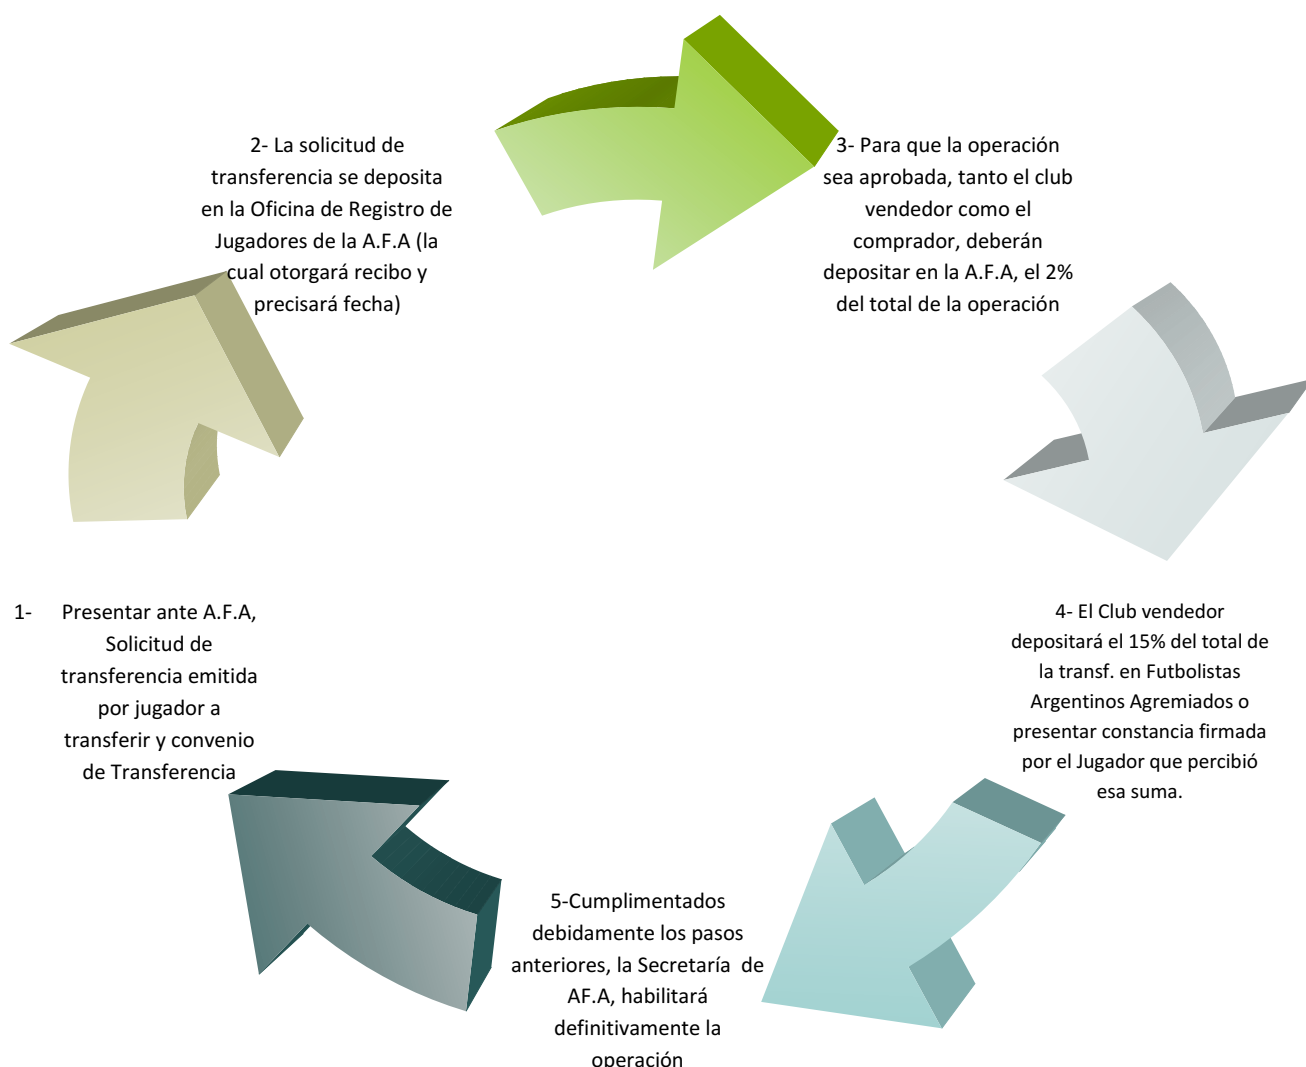 1- Presentar ante A.F.A,
Solicitud de
transferencia emitida
por jugador a
transferir y convenio
de Transferencia
2- La solicitud de
transferencia se deposita
en la Oficina de Registro de
Jugadores de la A.F.A (la
cual otorgará recibo y
precisará fecha)
3- Para que la operación
sea aprobada, tanto el club
vendedor como el
comprador, deberán
depositar en la A.F.A, el 2%
del total de la operación
4- El Club vendedor
depositará el 15% del total de
la transf. en Futbolistas
Argentinos Agremiados o
presentar constancia firmada
por el Jugador que percibió
esa suma.
5-Cumplimentados
debidamente los pasos
anteriores, la Secretaría de
AF.A, habilitará
definitivamente la
operación